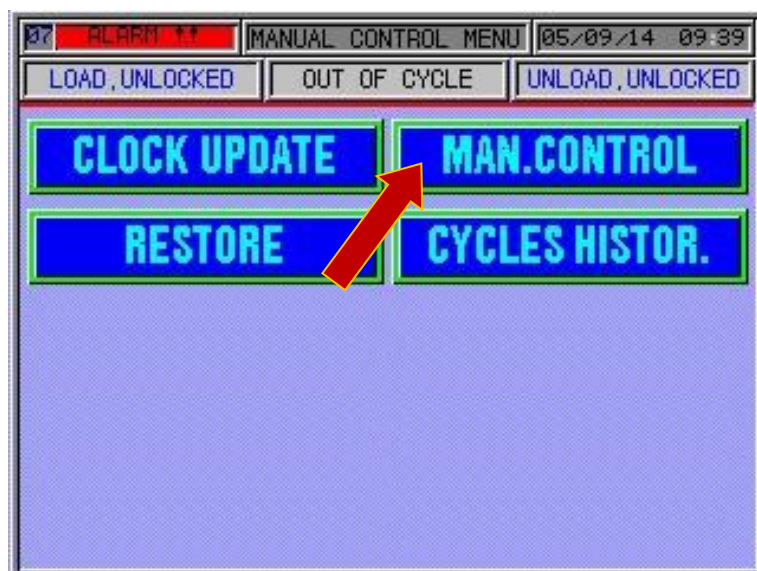 07 ALARM !! MANUAL CONTROL MENU 05/09/14 09:39
LOAD,UNLOCKED OUT OF CYCLE UNLOAD,UNLOCKED
CLOCK UPDATE MAN.CONTROL
RESTORE CYCLES HISTOR.